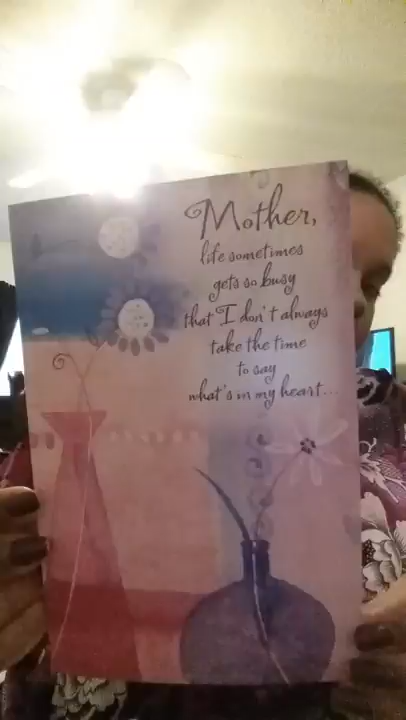 Mother,
life sometimes
gets so busy
that I don't always
take the time
to say
what's in my heart...